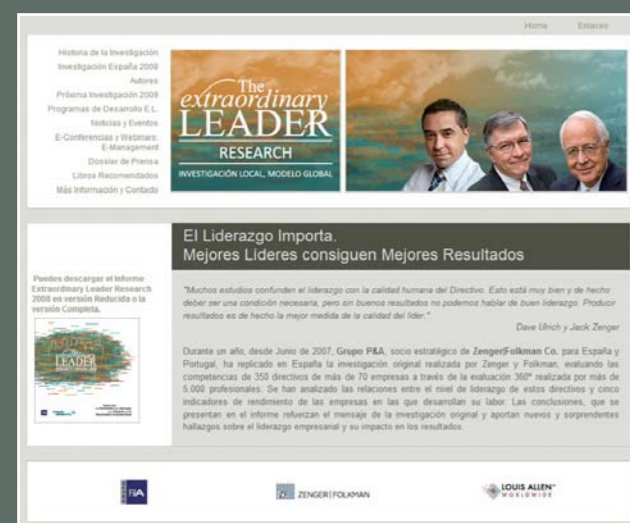 Home Enlaces
Historia de la Investigación
Investigación España 2008
Autores
Próxima Investigación 2009
Programas de Desarrollo E.L.
Noticias y Eventos
E-Conferencias y Webinars:
E-Management
Dossier de Prensa
Libros Recomendados
Más Información y Contacto
The
extraordinary
LEADER
RESEARCH
INVESTIGACIÓN LOCAL, MODELO GLOBAL
El Liderazgo Importa.
Mejores Líderes consiguen Mejores Resultados
Puedes descargar el Informe
Extraordinary Leader Research
2008 en versión Reducida o la
versión Completa.
LEADER
"Muchos estudios confunden el liderazgo con la calidad humana del Directivo. Esto está muy bien y de hecho
deber ser una condición necesaria, pero sin buenos resultados no podemos hablar de buen liderazgo. Producir
resultados es de hecho la mejor medida de la calidad del líder."
Dave Ulrich y Jack Zenger
Durante un año, desde Junio de 2007, Grupo P&A, socio estratégico de Zenger|Folkman Co. para España y
Portugal, ha replicado en España la investigación original realizada por Zenger y Folkman, evaluando las
competencias de 350 directivos de más de 70 empresas a través de la evaluación 360º realizada por más de
5.000 profesionales. Se han analizado las relaciones entre el nivel de liderazgo de estos directivos y cinco
indicadores de rendimiento de las empresas en las que desarrollan su labor. Las conclusiones, que se
presentan en el informe refuerzan el mensaje de la investigación original y aportan nuevos y sorprendentes
hallazgos sobre el liderazgo empresarial y su impacto en los resultados.
ZENGER|FOLKMAN
LOUIS ALLEN
WORLDWIDE